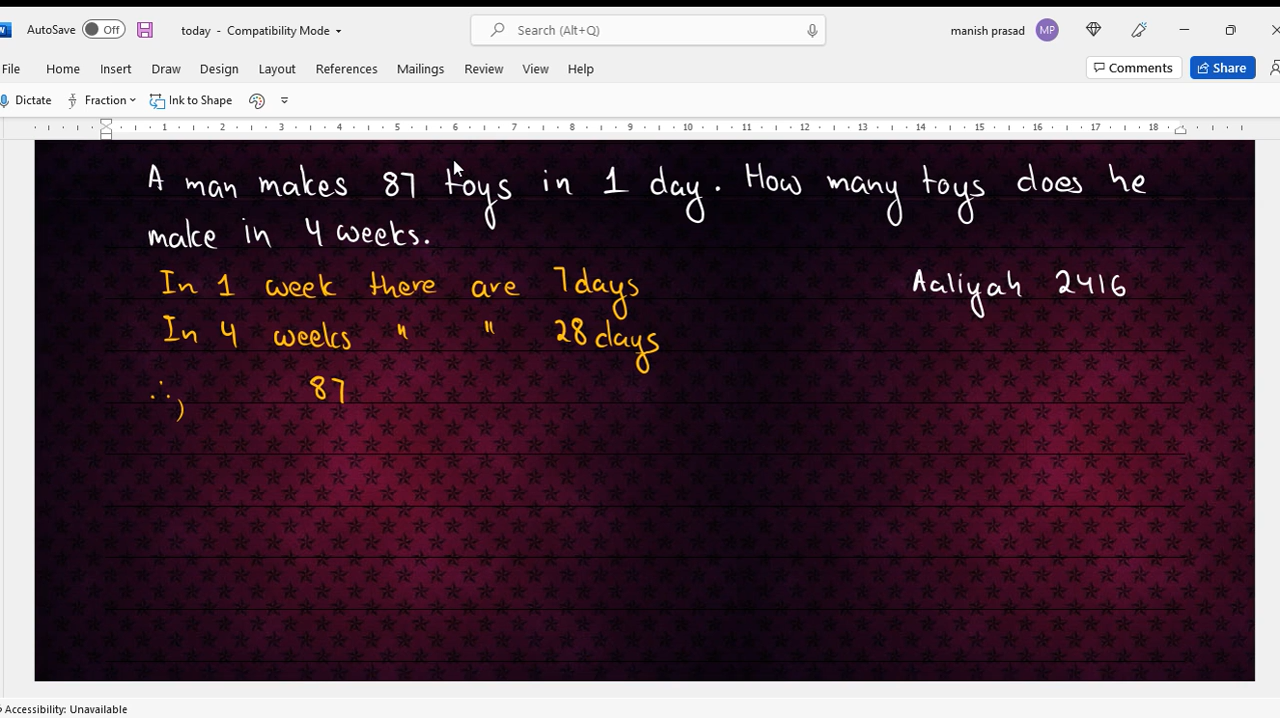 AutoSave Off today - Compatibility Mode Search (Alt+Q) manish prasad MP
File Home Insert Draw Design Layout References Mailings Review View Help Comments Share
Dictate Fraction Ink to Shape
1 2 3 4 5 6 7 8 9 10 11 12 13 14 15 16 17 18
A man makes 87 toys in 1 day. How many toys does he
make in 4 weeks.
In 1 week there are 7days
Aaliyah 2416
In 4 weeks " " 28 days
∴, 87
Accessibility: Unavailable